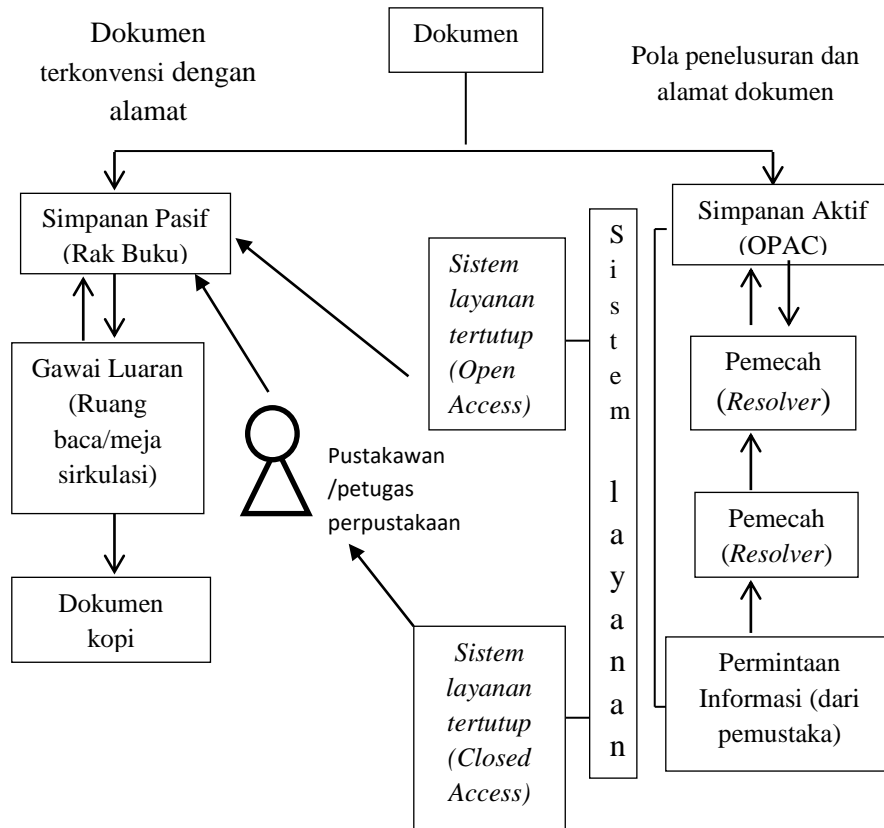 Dokumen
terkonvensi dengan
alamat
Dokumen
Pola penelusuran dan
alamat dokumen
Simpanan Pasif
(Rak Buku)
Simpanan Aktif
(OPAC)
Sistem
layanan
tertutup
(Open
Access)
Sistem layanan
Gawai Luaran
(Ruang
baca/meja
sirkulasi)
Pemecah
(Resolver)
Pustakawan
/petugas
perpustakaan
Pemecah
(Resolver)
Dokumen
kopi
Sistem
layanan
tertutup
(Closed
Access)
Permintaan
Informasi (dari
pemustaka)